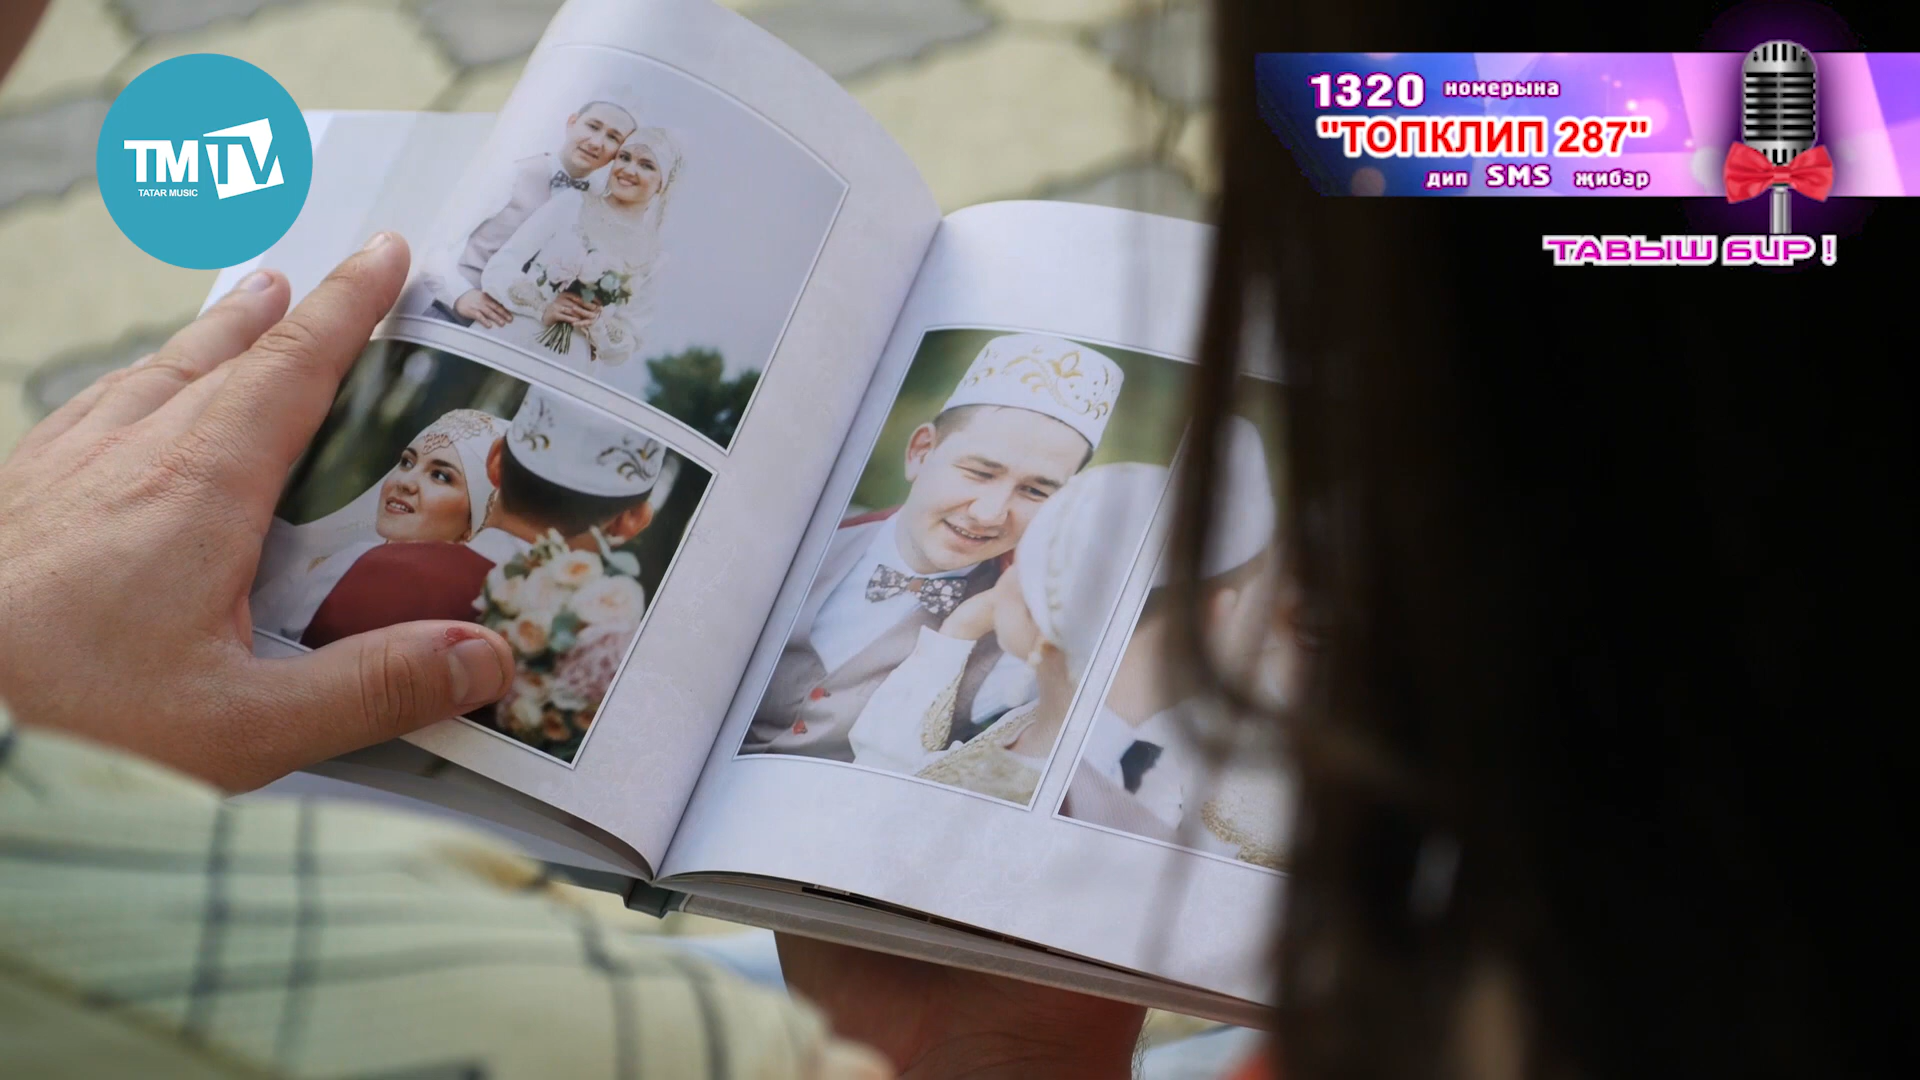 TMTV
TATAR MUSIC
1320 номерына
"ТОПКЛИП 287"
дип SMS җибәр
ТАВЫШ БИР !